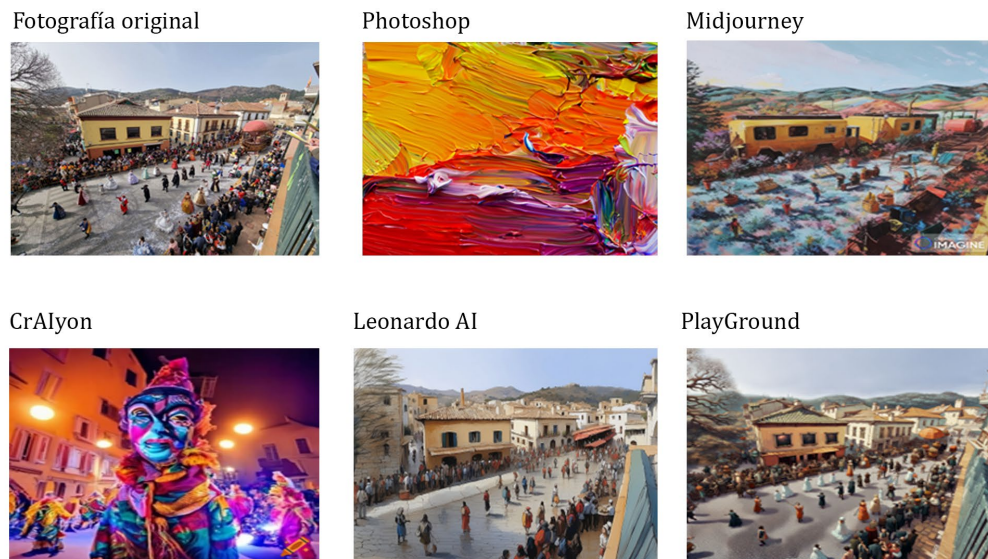 Fotografía original
Photoshop
Midjourney
IMAGINE
CrAIyon
Leonardo AI
PlayGround